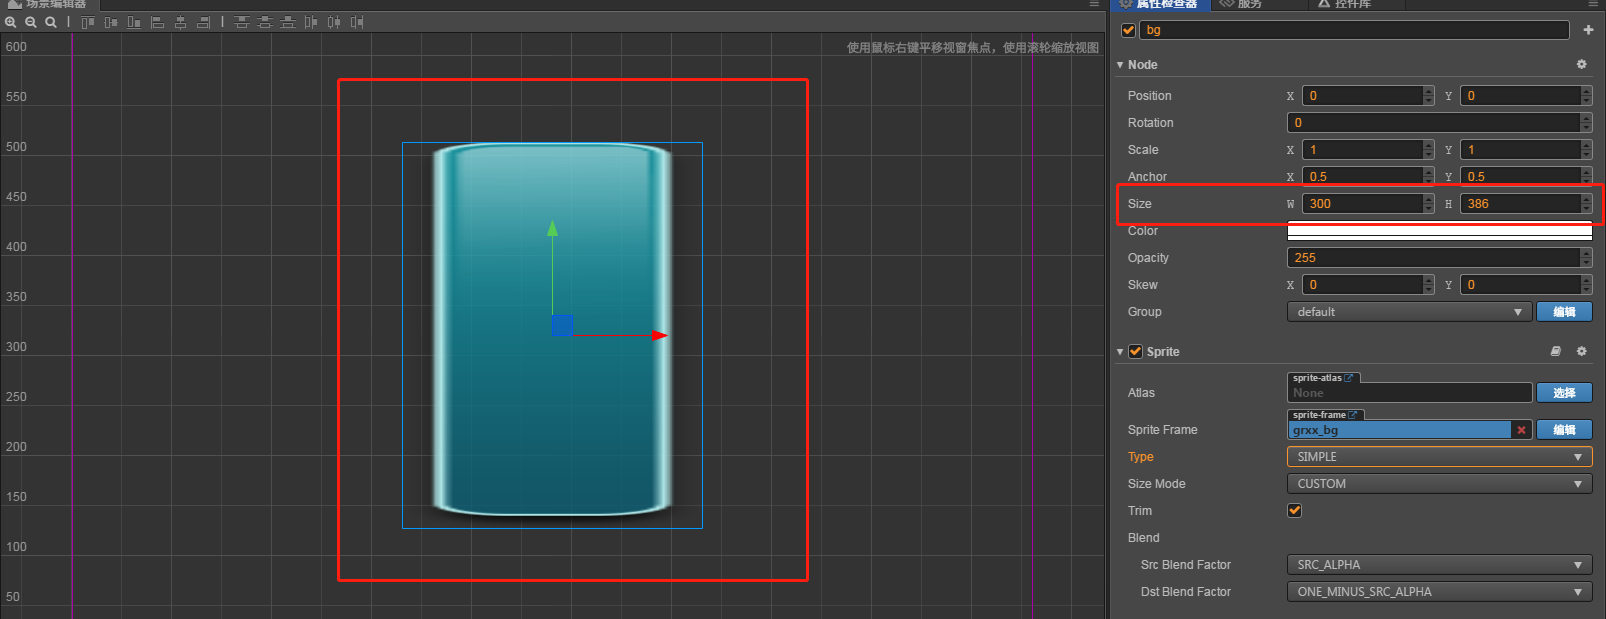 场景编辑器
使用鼠标右键平移视窗焦点，使用滚轮缩放视图
600
550
500
450
400
350
300
250
200
150
100
50
属性检查器 服务 控件库
bg
Node
Position X 0 Y 0
Rotation 0
Scale X 1 Y 1
Anchor X 0.5 Y 0.5
Size W 300 H 386
Color
Opacity 255
Skew X 0 Y 0
Group default 编辑
Sprite
sprite-atlas
Atlas None 选择
sprite-frame
Sprite Frame grxx_bg 编辑
Type SIMPLE
Size Mode CUSTOM
Trim
Blend
Src Blend Factor SRC_ALPHA
Dst Blend Factor ONE_MINUS_SRC_ALPHA